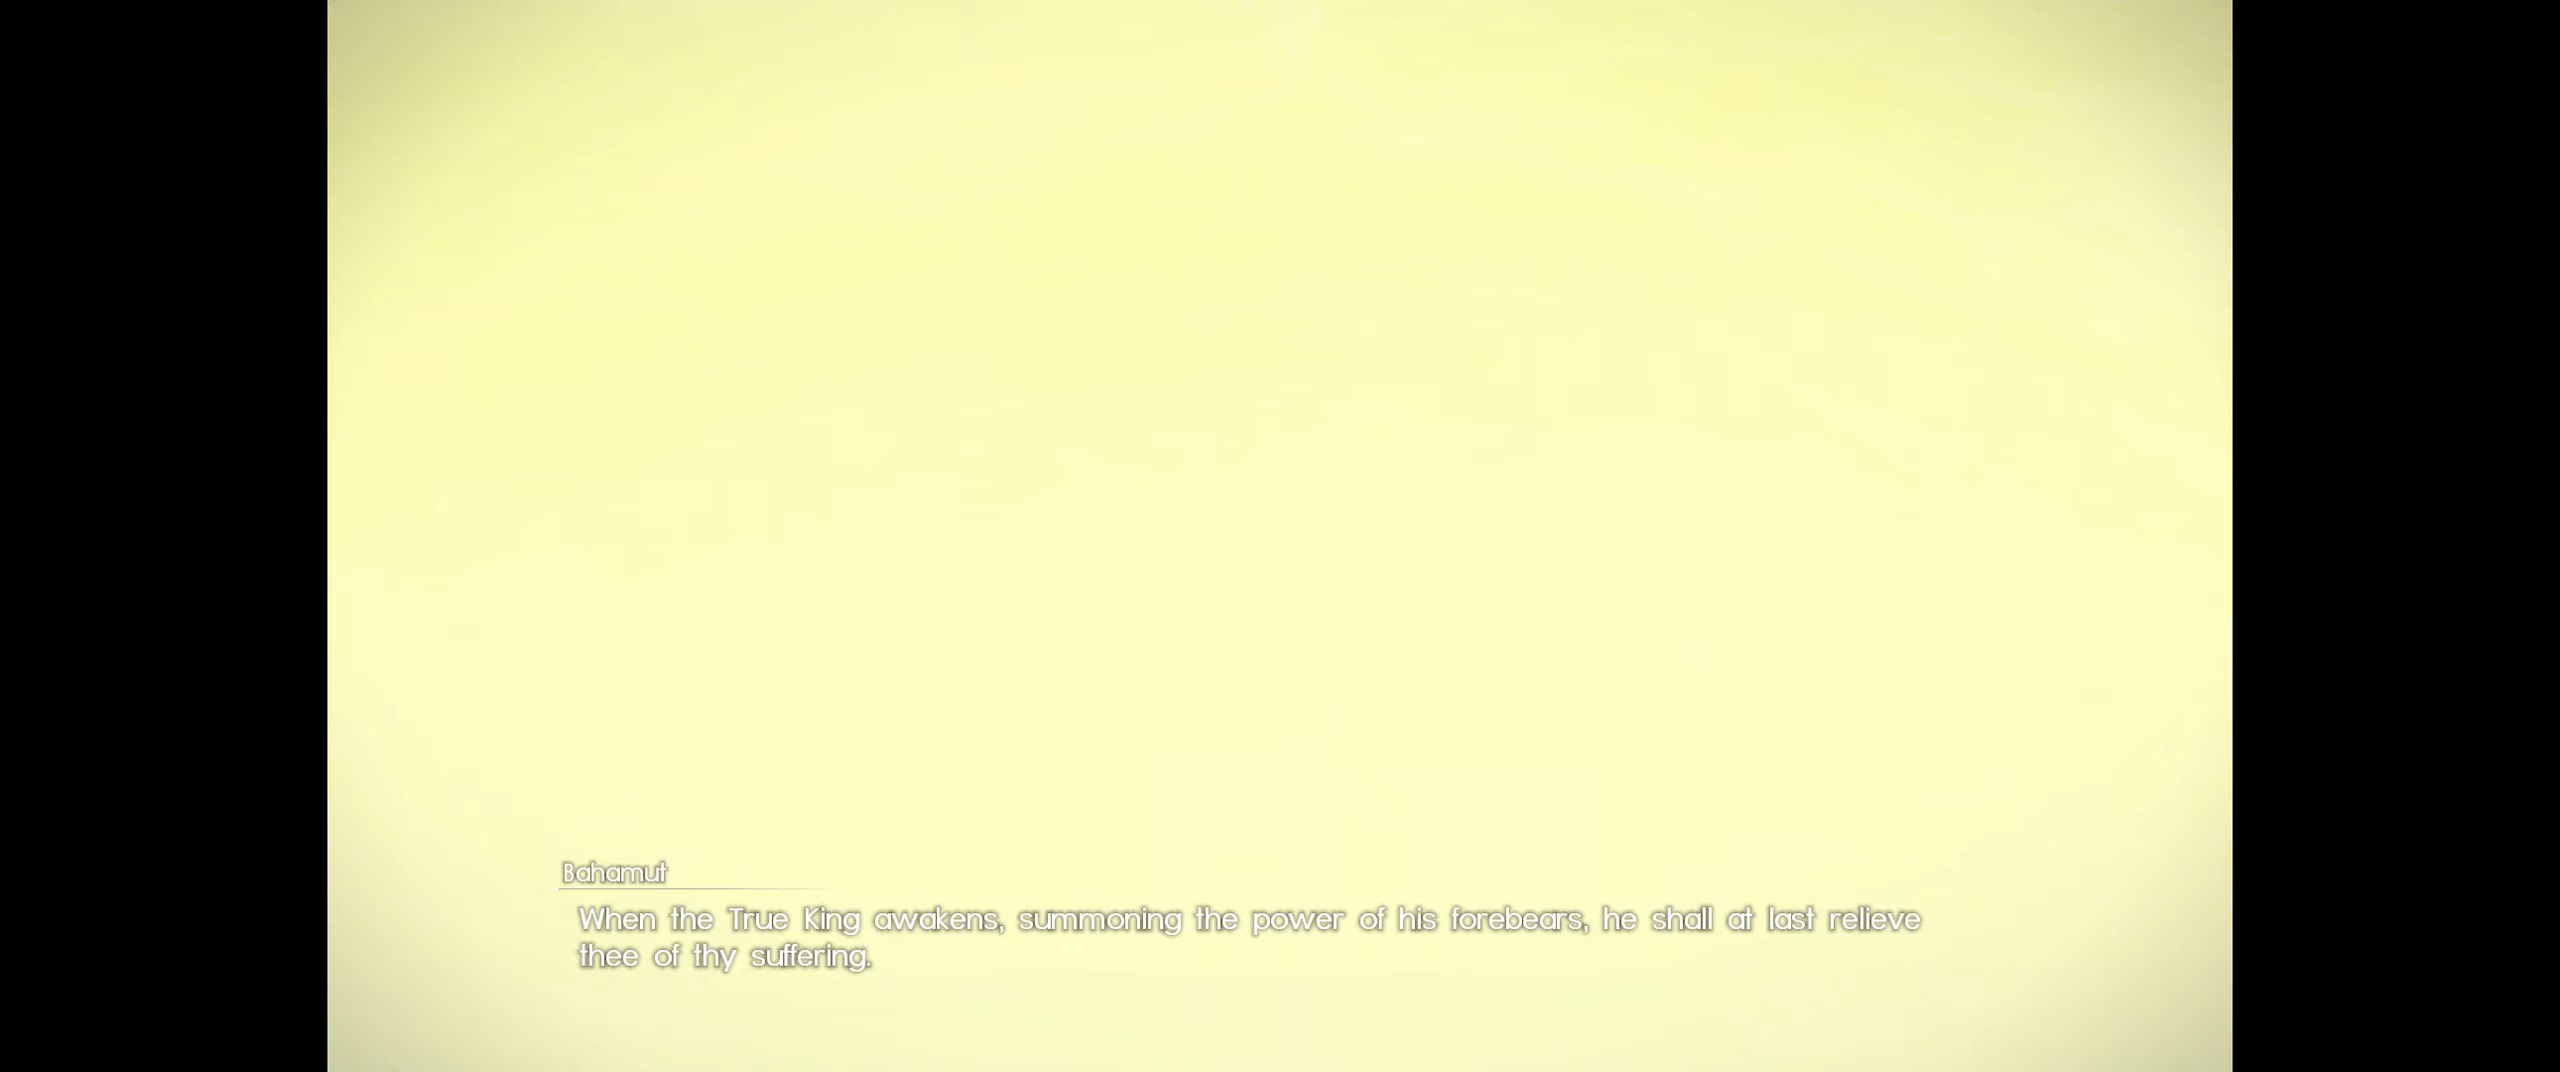 Bahamut
When the True King awakens, summoning the power of his forebears, he shall at last relieve
thee of thy suffering.